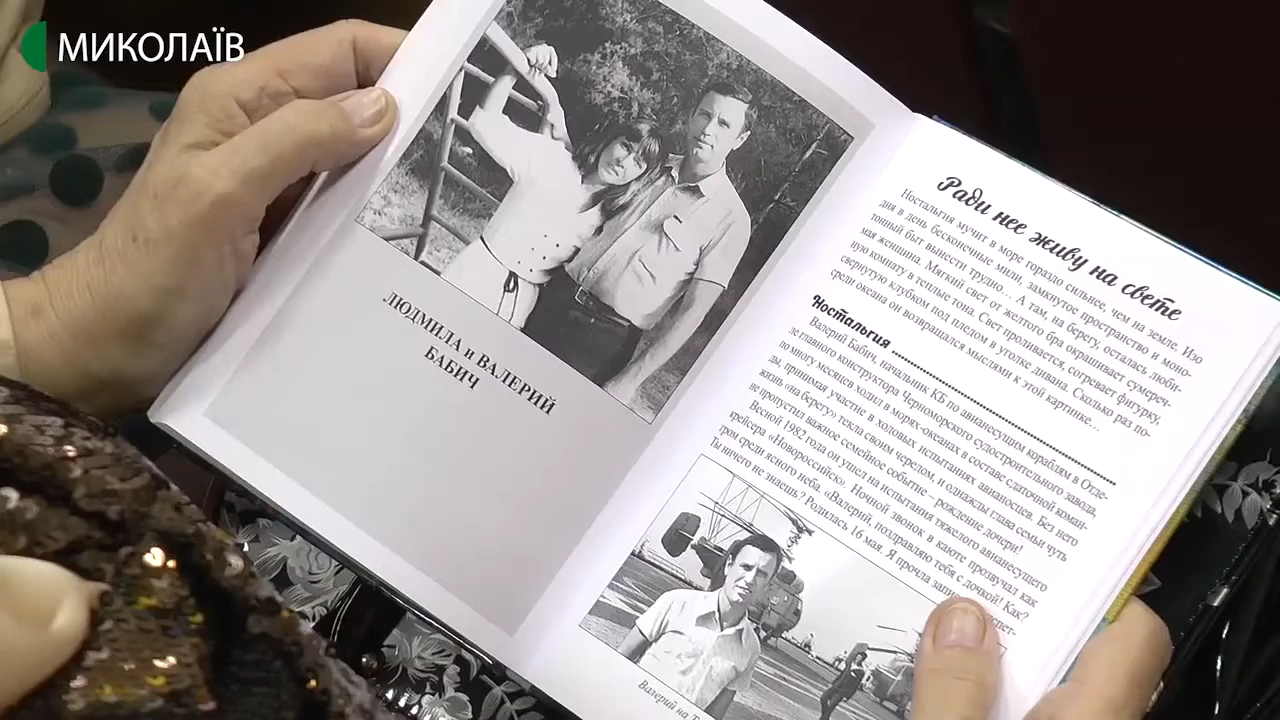 МИКОЛАЇВ
ЛЮДМИЛА и ВАЛЕРИЙ
БАБИЧ
Ради нее живу на свете
Ностальгия мучит в море гораздо сильнее, чем на земле. Изо
дня в день бесконечные мили, замкнутое пространство и моно-
тонный быт вынести трудно... А там, на берегу, осталась люби-
мая женщина. Мягкий свет от желтого бра окрашивает сумереч-
ную комнату в теплые тона. Свет проливается, согревает фигурку,
свернутую клубком под пледом в уголке дивана. Сколько раз по-
среди океана он возвращался мыслями к этой картинке...
Ностальгия
Валерий Бабич, начальник КБ по авианесущим кораблям в Отде-
ле главного конструктора Черноморского судостроительного завода,
по многу месяцев ходил в морях-океанах в составе сдаточной коман-
ды, принимая участие в ходовых испытаниях авианосцев. Без него
жизнь «на берегу» текла своим чередом, и однажды глава семьи чуть
не пропустил важное семейное событие – рождение дочери!
Весной 1982 года он ушел на испытания тяжелого авианесущего
крейсера «Новороссийск». Ночной звонок в каюте прозвучал как
гром среди ясного неба. «Валерий, поздравляю тебя с дочкой! Как?
Ты ничего не знаешь? Родилась 16 мая. Я прочла
Валерий на